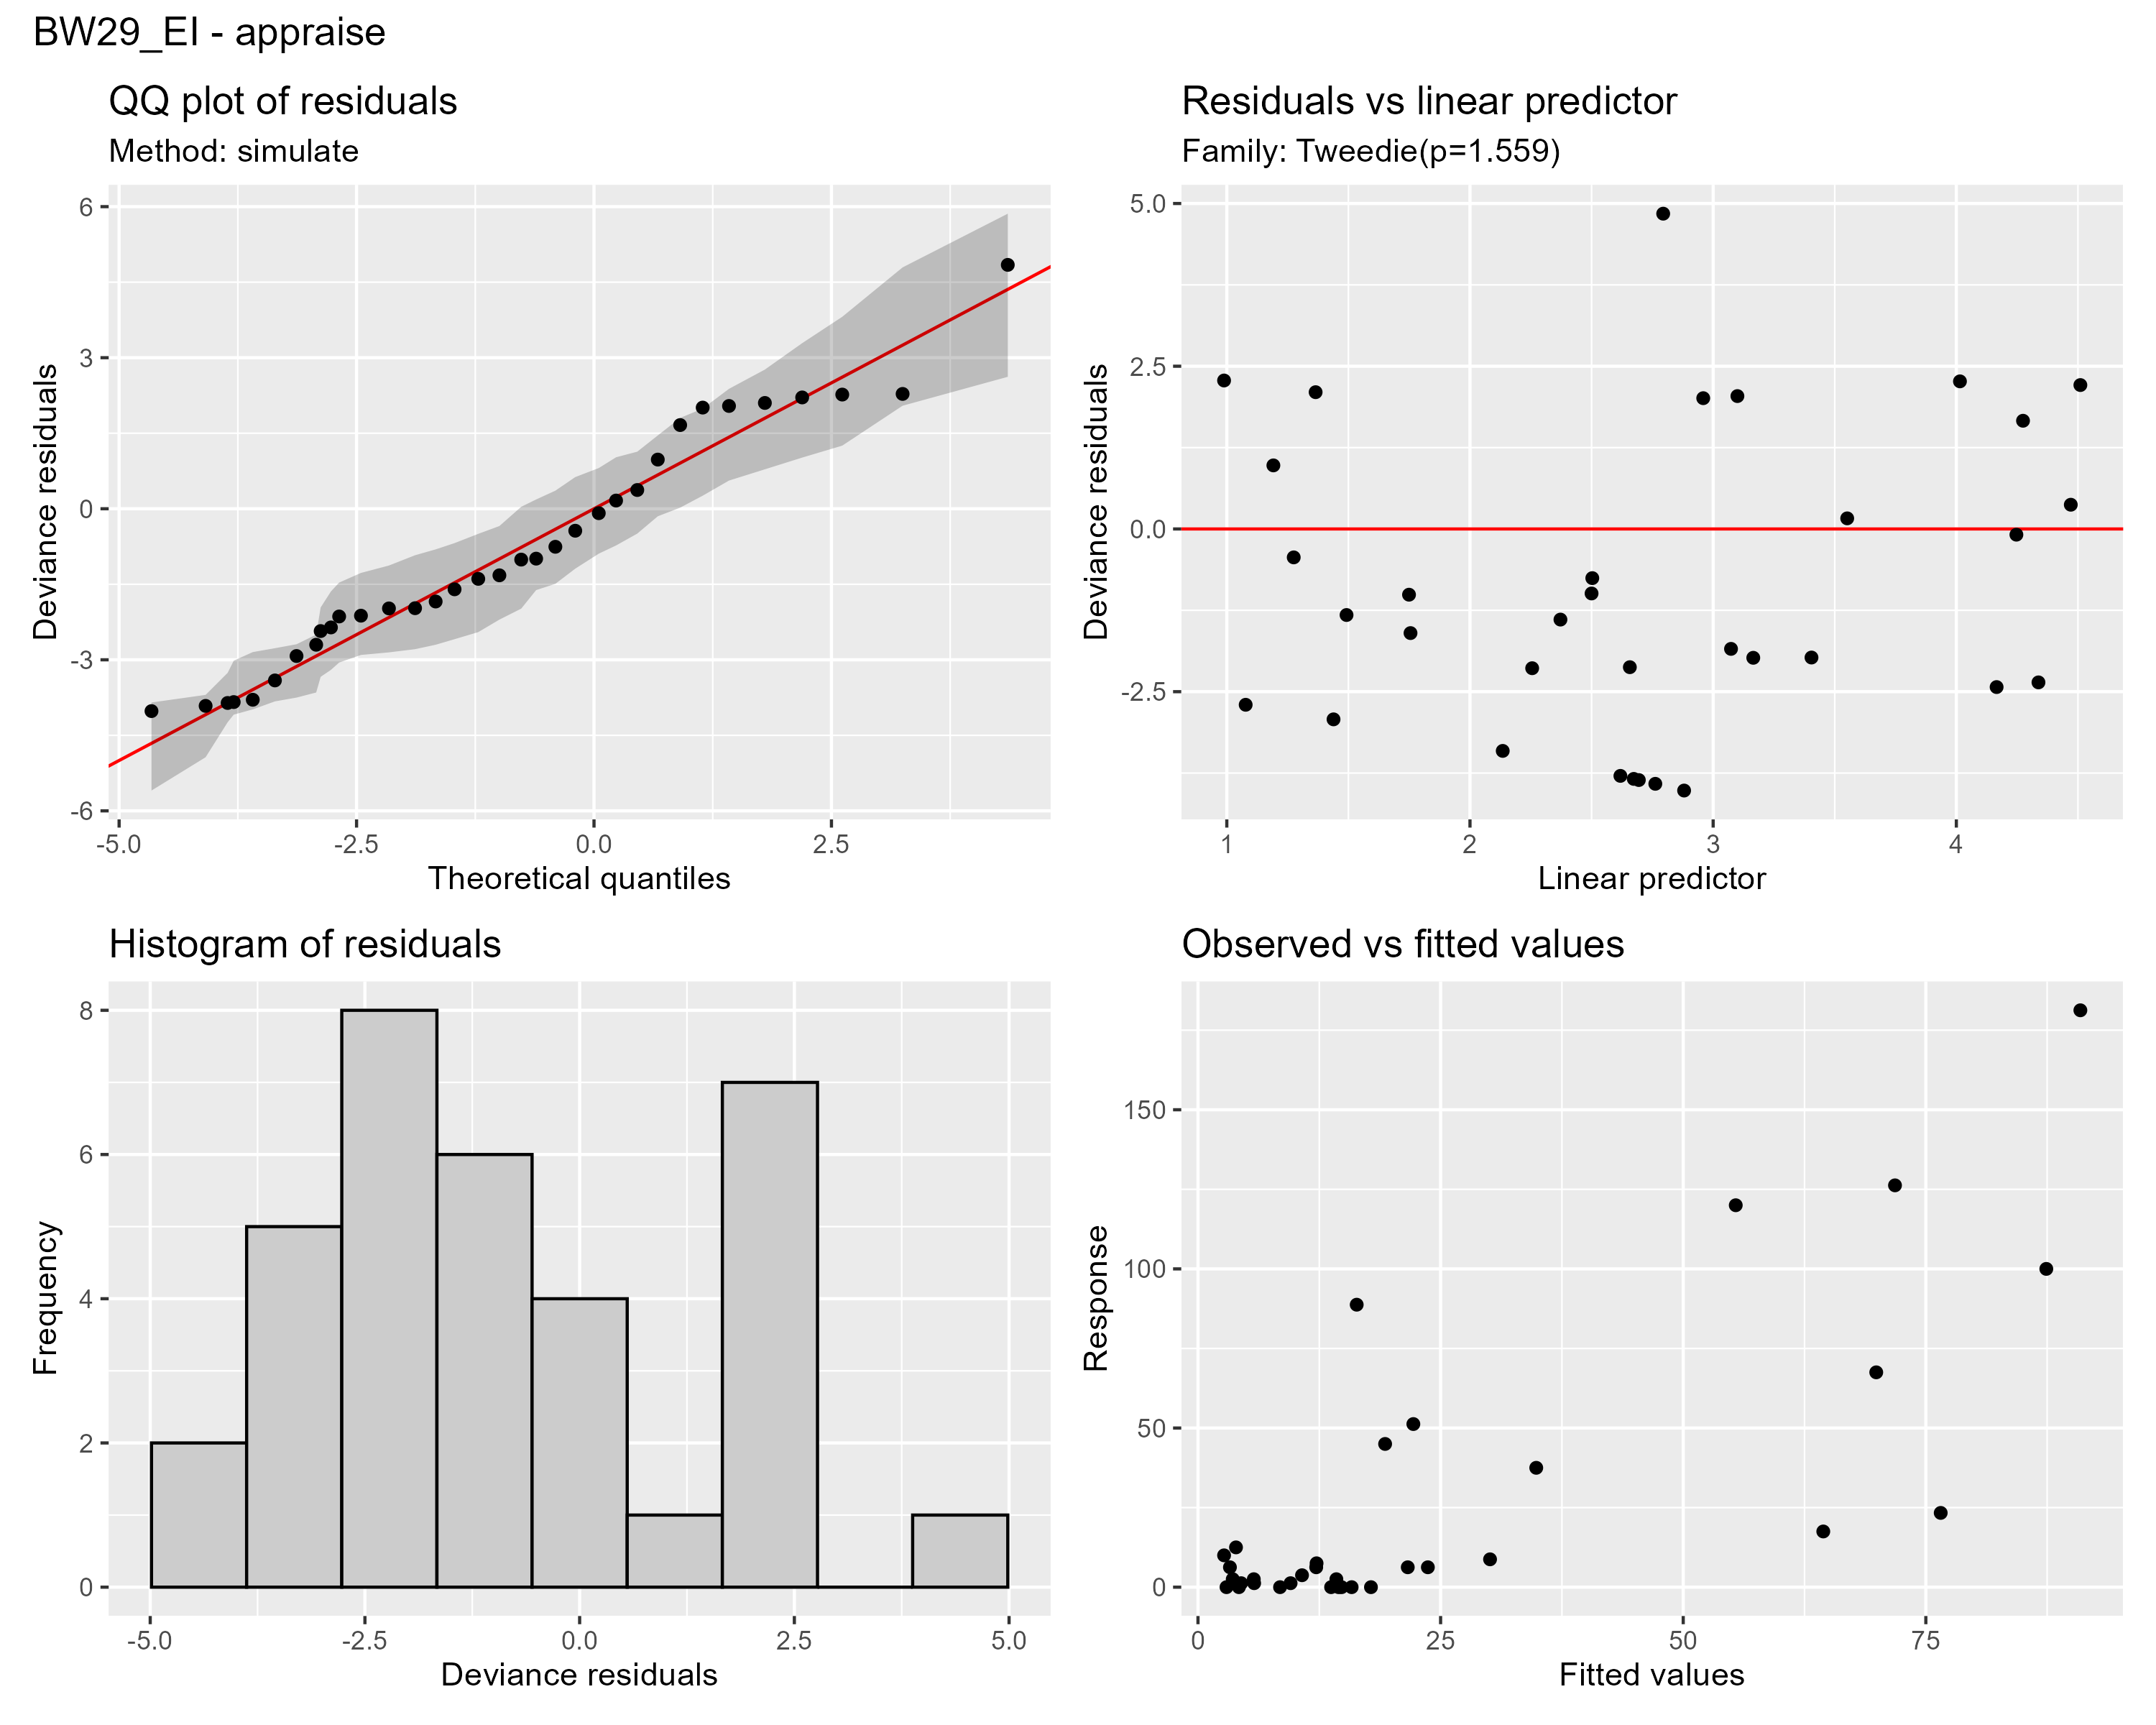 BW29_EI - appraise
QQ plot of residuals
Method: simulate
6
3
0
-3
-6
-5.0
-2.5
0.0
2.5
Deviance residuals
Theoretical quantiles
Residuals vs linear predictor
Family: Tweedie(p=1.559)
5.0
2.5
0.0
-2.5
1
2
3
4
Deviance residuals
Linear predictor
Histogram of residuals
8
6
4
2
0
-5.0
-2.5
0.0
2.5
5.0
Frequency
Deviance residuals
Observed vs fitted values
150
100
50
0
0
25
50
75
Response
Fitted values